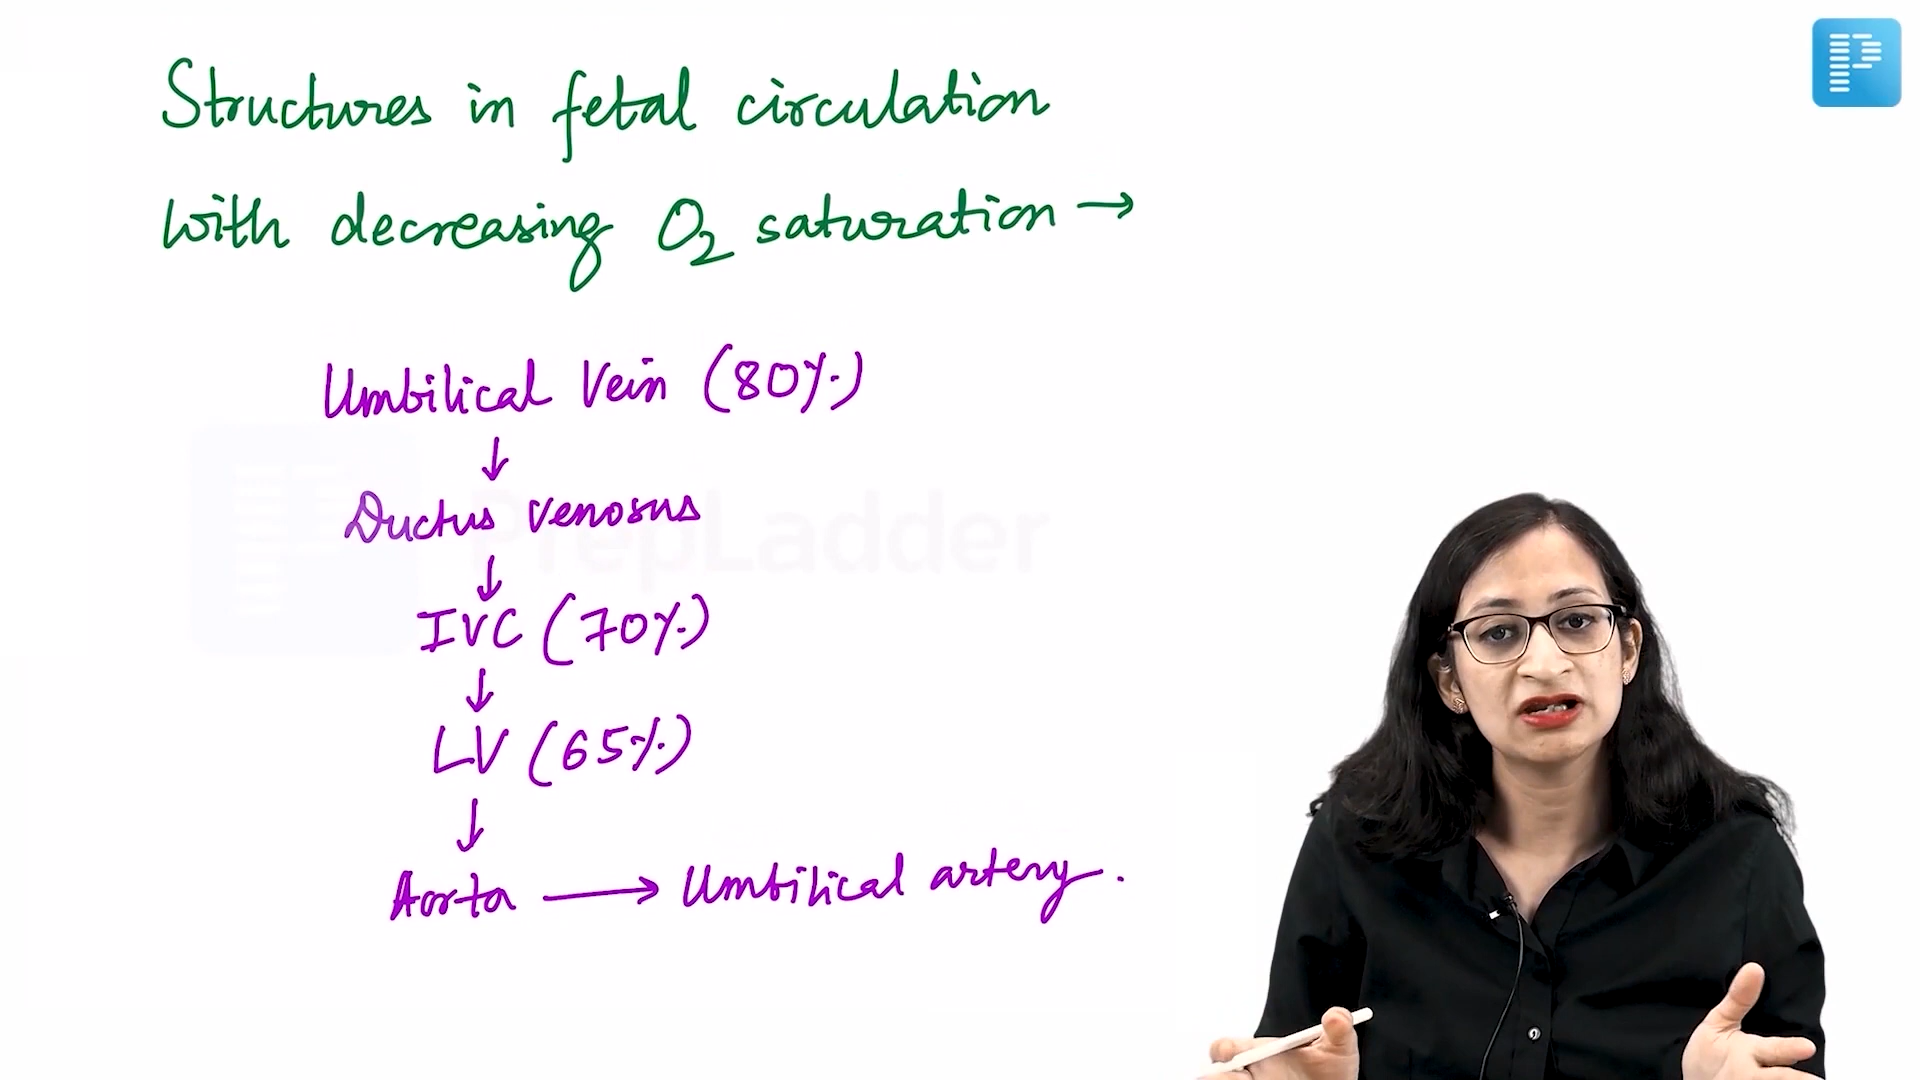 Structures in fetal circulation
with decreasing O₂ saturation →
Umbilical Vein (80%)
↓
Ductus venosus
↓
IVC (70%)
↓
LV (65%)
↓
Aorta → Umbilical artery.
PrepLadder